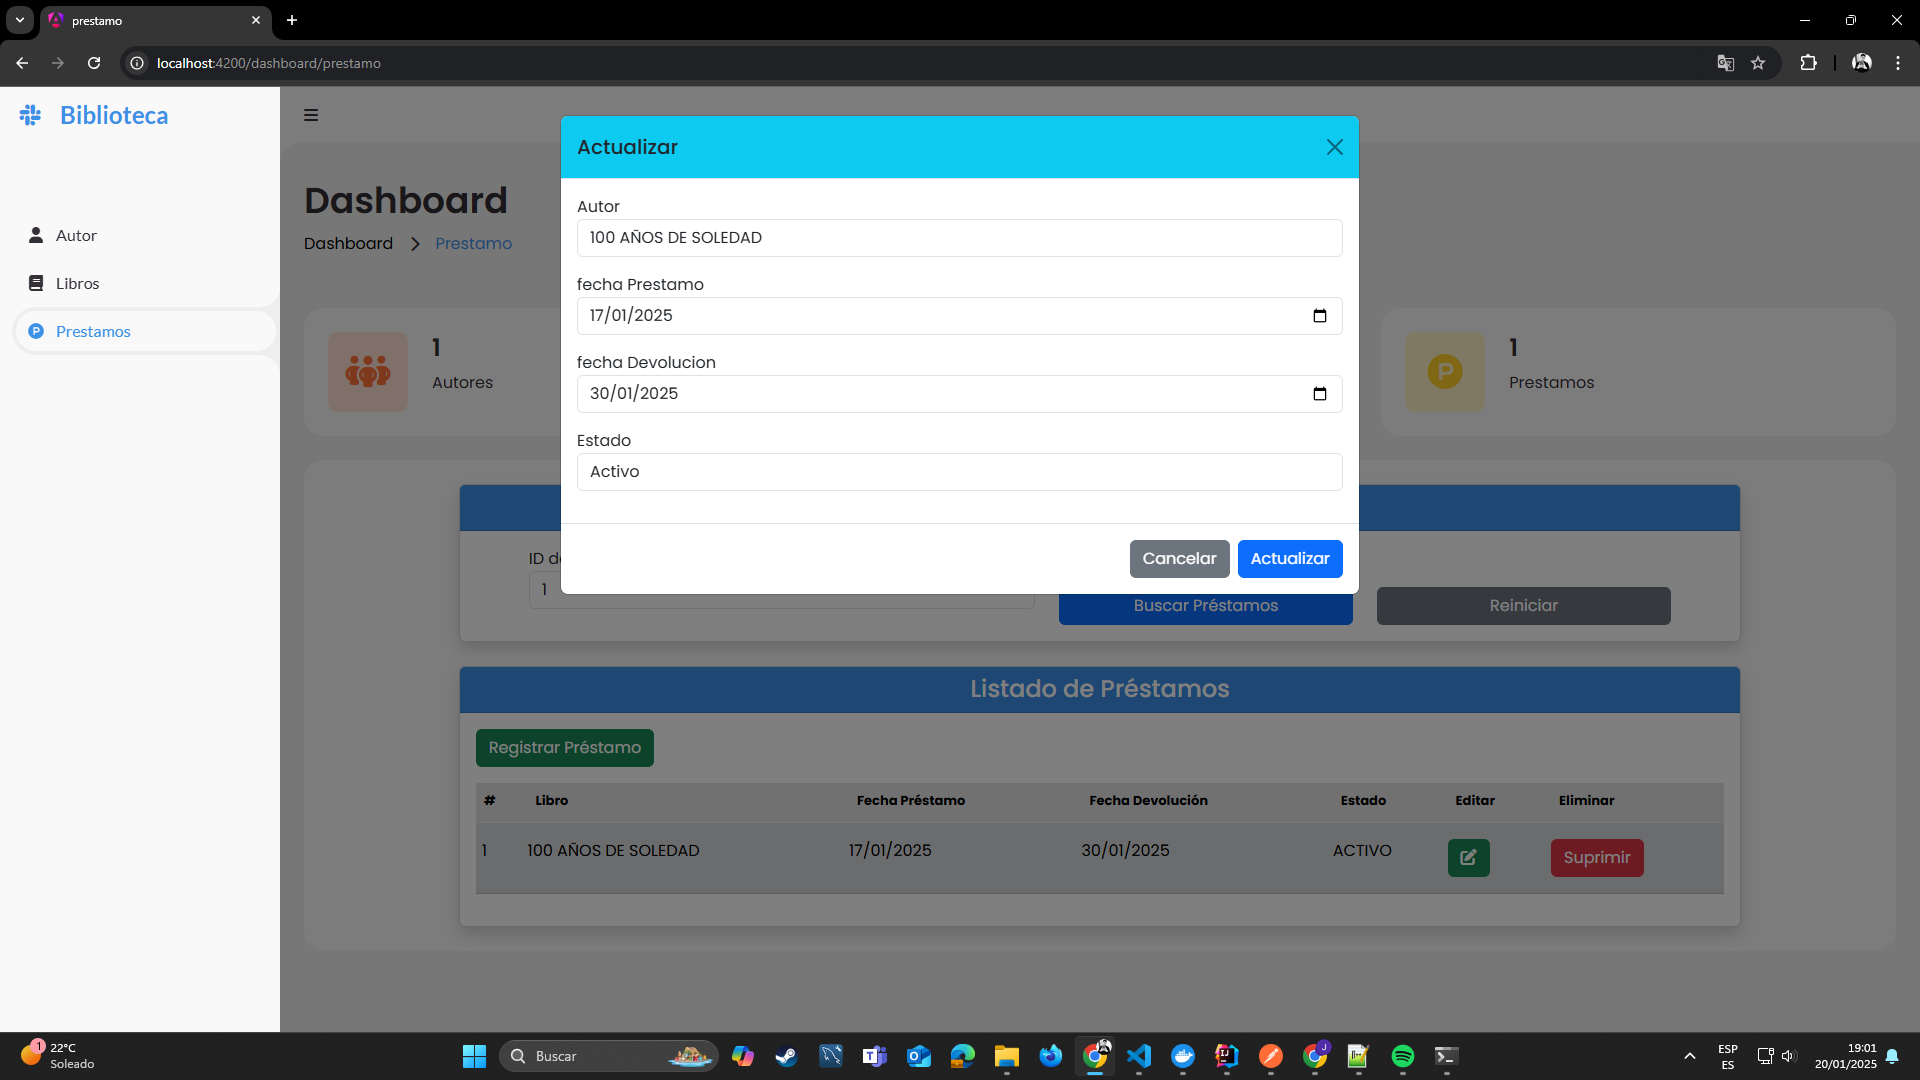 prestamo
localhost:4200/dashboard/prestamo
Biblioteca
Autor
Libros
Prestamos
Dashboard
Dashboard
Prestamo
1
Autores
1
Prestamos
Actualizar
Autor
100 AÑOS DE SOLEDAD
fecha Prestamo
17/01/2025
fecha Devolucion
30/01/2025
Estado
Activo
Cancelar
Actualizar
ID
1
Buscar Préstamos
Reiniciar
Listado de Préstamos
Registrar Préstamo
# Libro Fecha Préstamo Fecha Devolución Estado Editar Eliminar
1 100 AÑOS DE SOLEDAD 17/01/2025 30/01/2025 ACTIVO Suprimir
1
22°C
Soleado
Buscar
ESP
ES
19:01
20/01/2025